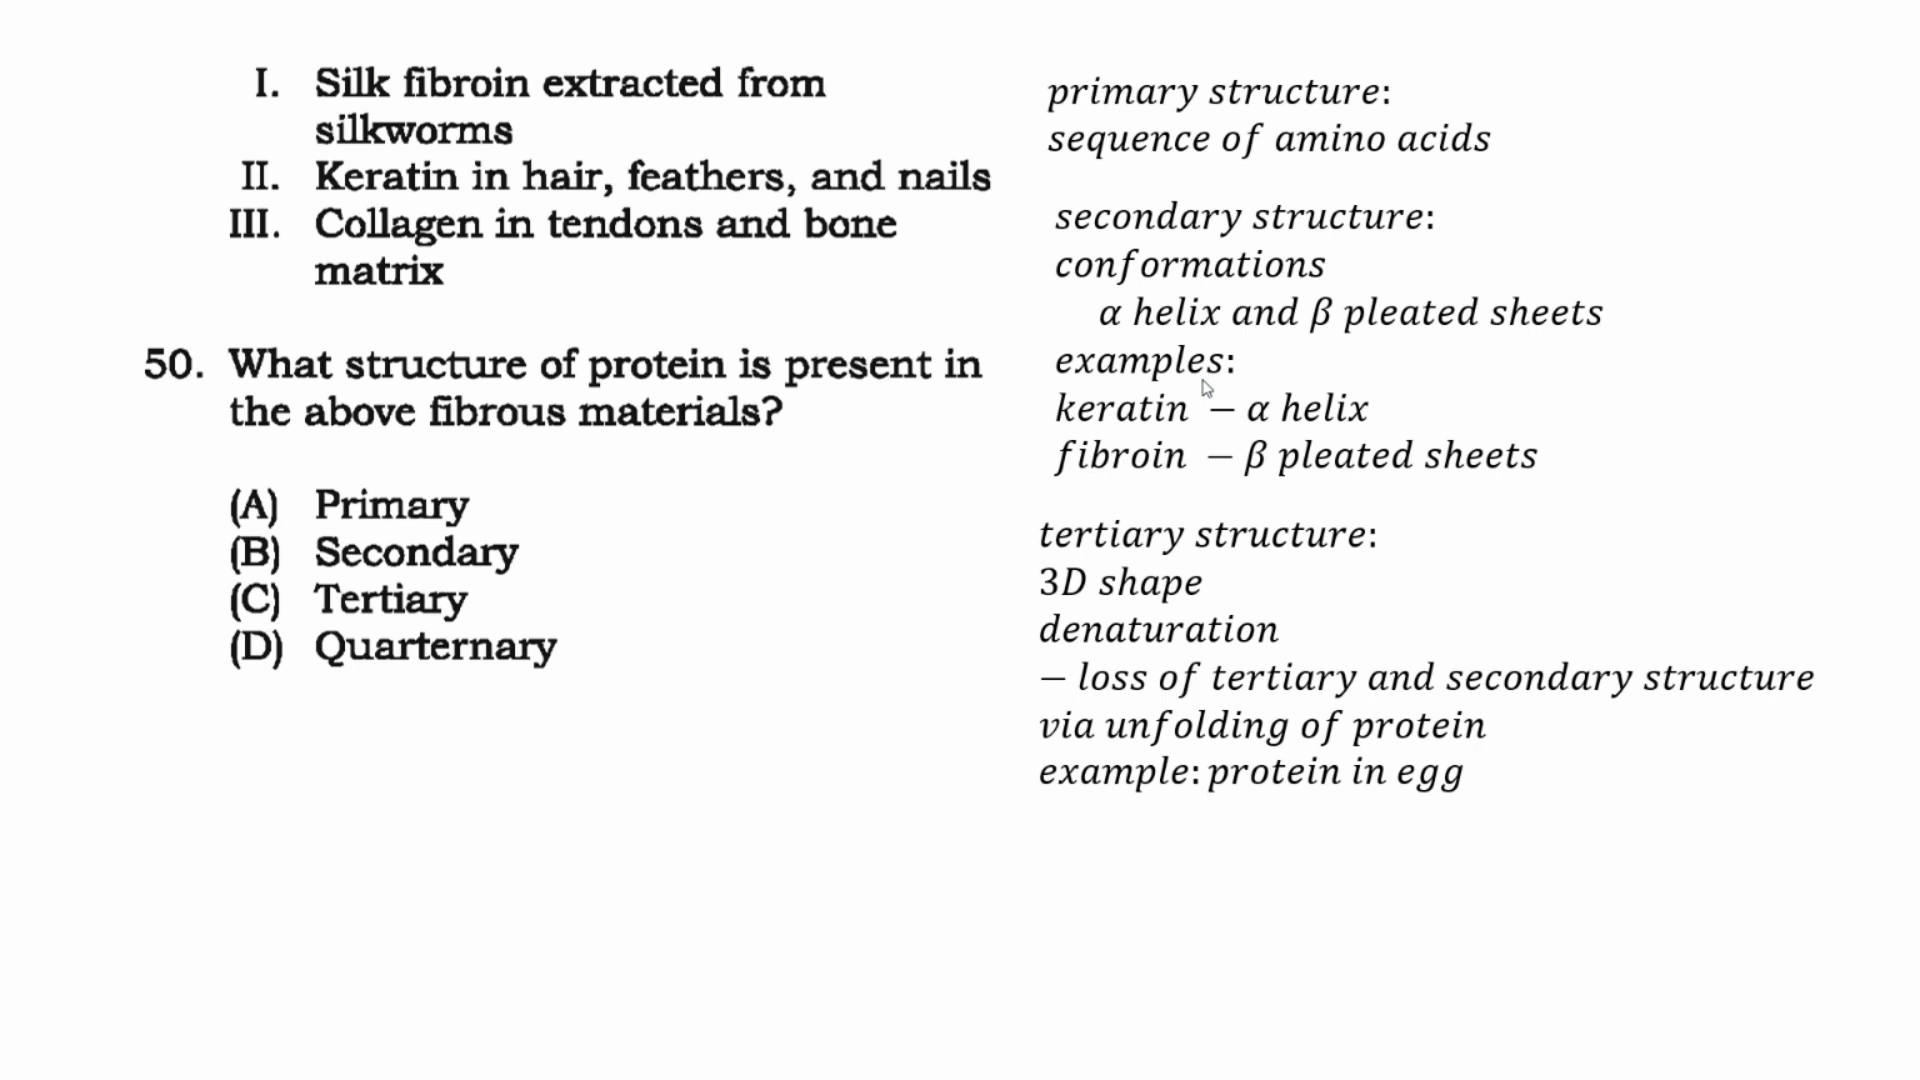 I. Silk fibroin extracted from
silkworms
II. Keratin in hair, feathers, and nails
III. Collagen in tendons and bone
matrix
50. What structure of protein is present in
the above fibrous materials?
(A) Primary
(B) Secondary
(C) Tertiary
(D) Quarternary
primary structure:
sequence of amino acids
secondary structure:
conformations
α helix and β pleated sheets
examples:
keratin – α helix
fibroin – β pleated sheets
tertiary structure:
3D shape
denaturation
– loss of tertiary and secondary structure
via unfolding of protein
example: protein in egg